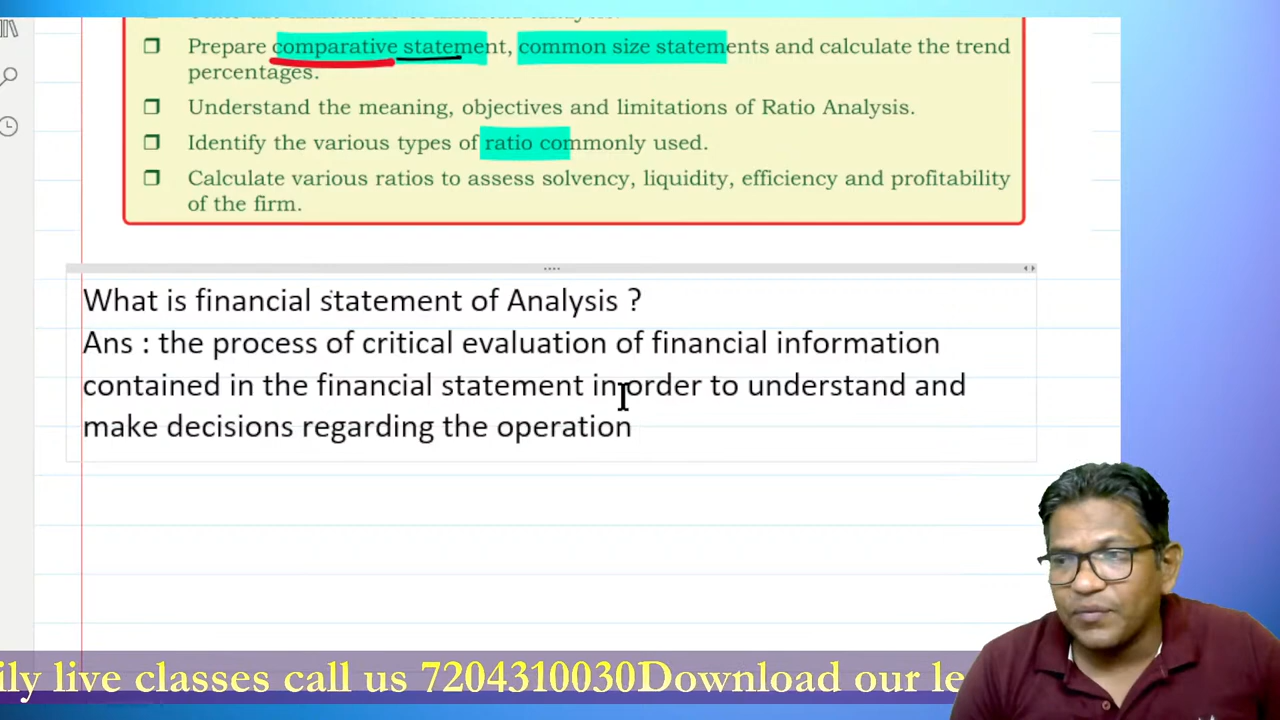 ❒ Prepare comparative statement, common size statements and calculate the trend
percentages.
❒ Understand the meaning, objectives and limitations of Ratio Analysis.
❒ Identify the various types of ratio commonly used.
❒ Calculate various ratios to assess solvency, liquidity, efficiency and profitability
of the firm.
What is financial statement of Analysis ?
Ans : the process of critical evaluation of financial information
contained in the financial statement in order to understand and
make decisions regarding the operation
ily live classes call us 7204310030Download our le